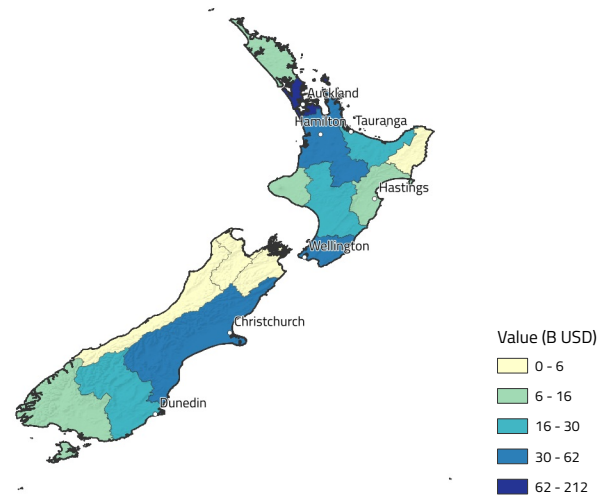 Auckland
Hamilton
Tauranga
Hastings
Wellington
Christchurch
Dunedin
Value (B USD)
0 - 6
6 - 16
16 - 30
30 - 62
62 - 212